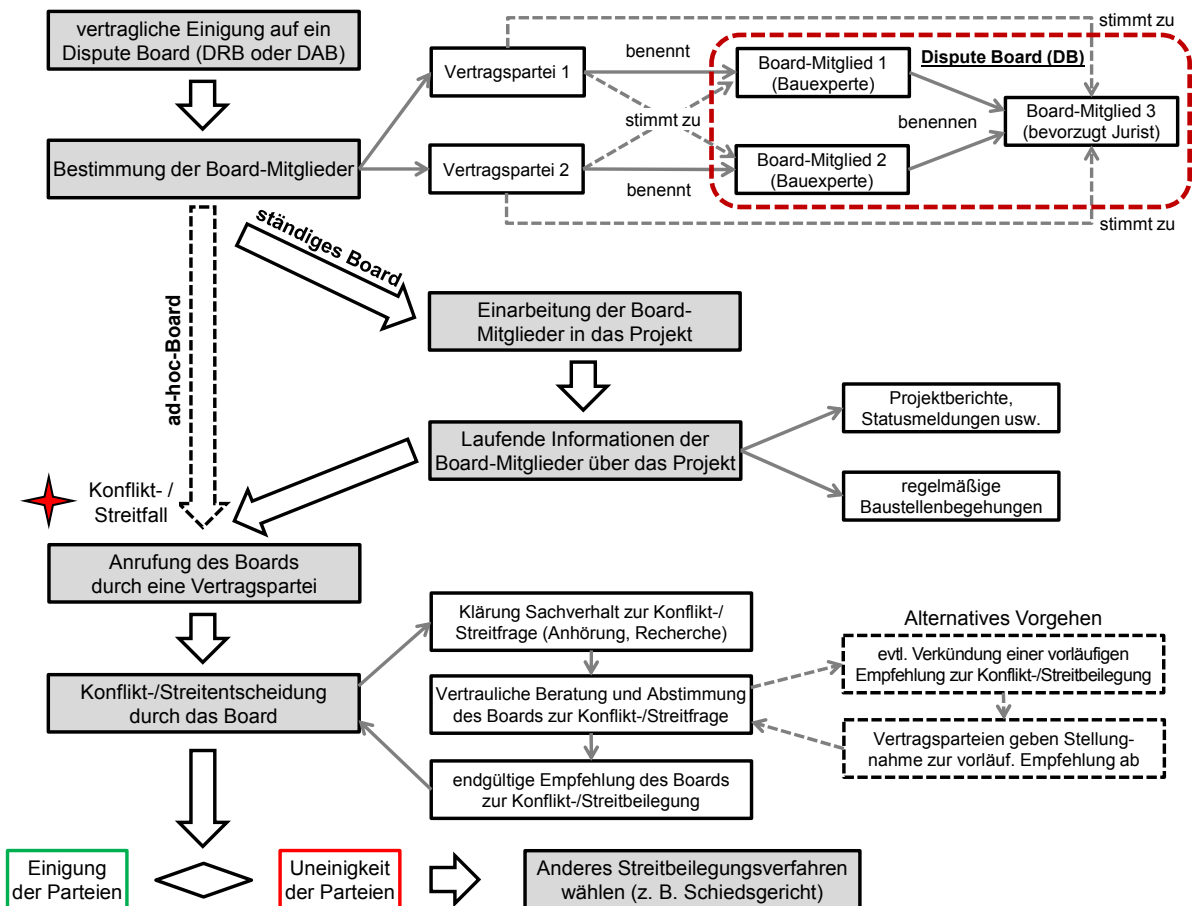 vertragliche Einigung auf ein
Dispute Board (DRB oder DAB)
Bestimmung der Board-Mitglieder
Vertragspartei 1
Vertragspartei 2
benennt
stimmt zu
benennt
stimmt zu
Dispute Board (DB)
Board-Mitglied 1
(Bauexperte)
Board-Mitglied 2
(Bauexperte)
benennen
Board-Mitglied 3
(bevorzugt Jurist)
stimmt zu
ständiges Board
ad-hoc-Board
Einarbeitung der Board-
Mitglieder in das Projekt
Laufende Informationen der
Board-Mitglieder über das Projekt
Projektberichte,
Statusmeldungen usw.
regelmäßige
Baustellenbegehungen
Konflikt- /
Streitfall
Anrufung des Boards
durch eine Vertragspartei
Konflikt-/Streitentscheidung
durch das Board
Klärung Sachverhalt zur Konflikt-/
Streitfrage (Anhörung, Recherche)
Vertrauliche Beratung und Abstimmung
des Boards zur Konflikt-/Streitfrage
endgültige Empfehlung des Boards
zur Konflikt-/Streitbeilegung
Alternatives Vorgehen
evtl. Verkündung einer vorläufigen
Empfehlung zur Konflikt-/Streitbeilegung
Vertragsparteien geben Stellung-
nahme zur vorläuf. Empfehlung ab
Einigung
der Parteien
Uneinigkeit
der Parteien
Anderes Streitbeilegungsverfahren
wählen (z. B. Schiedsgericht)